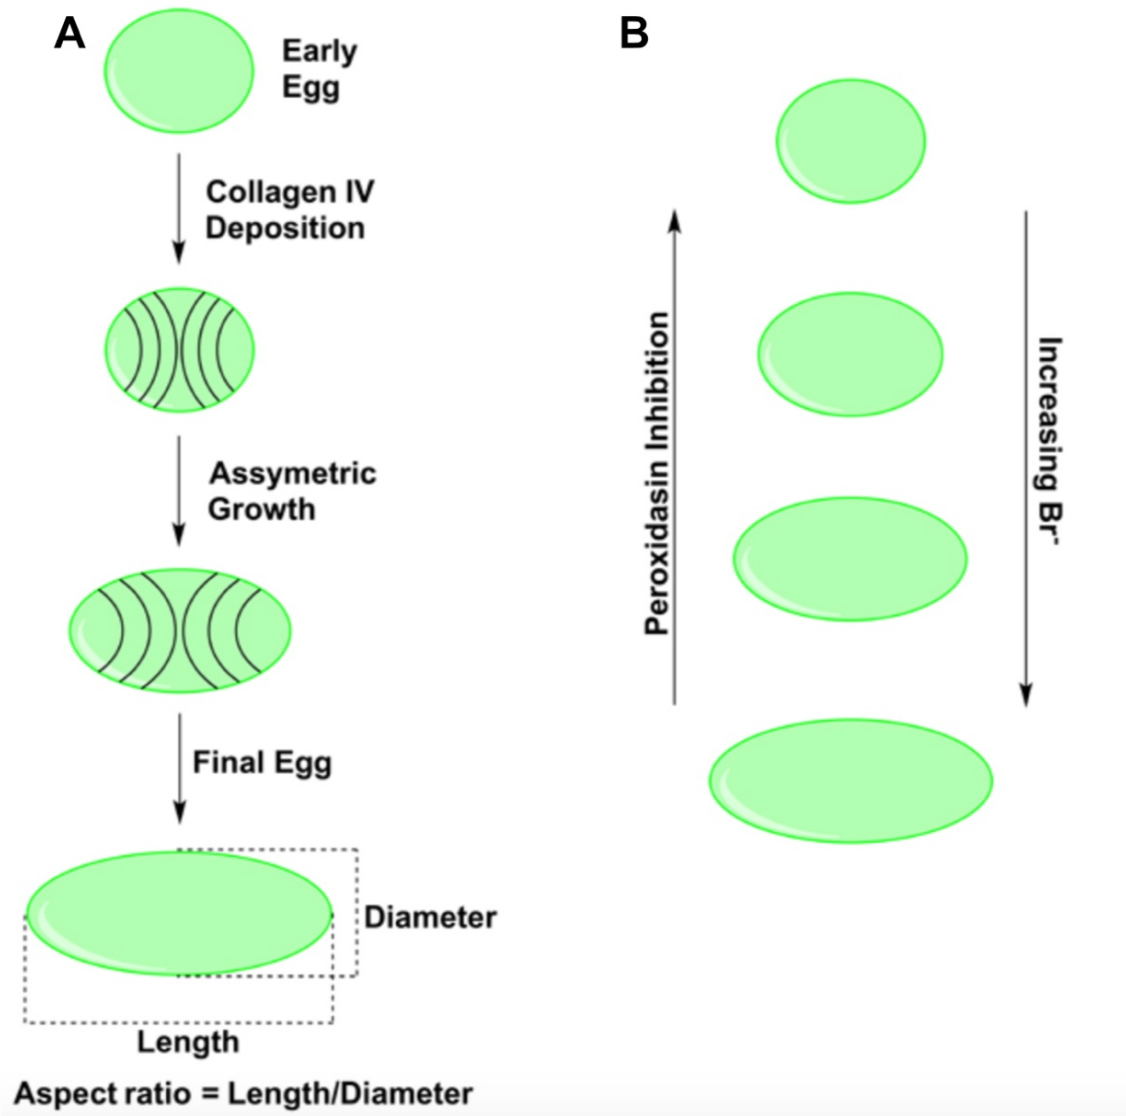 A
Early
Egg
Collagen IV
Deposition
Assymetric
Growth
Final Egg
Diameter
Length
Aspect ratio = Length/Diameter
B
Peroxidasin Inhibition
Increasing Br⁻